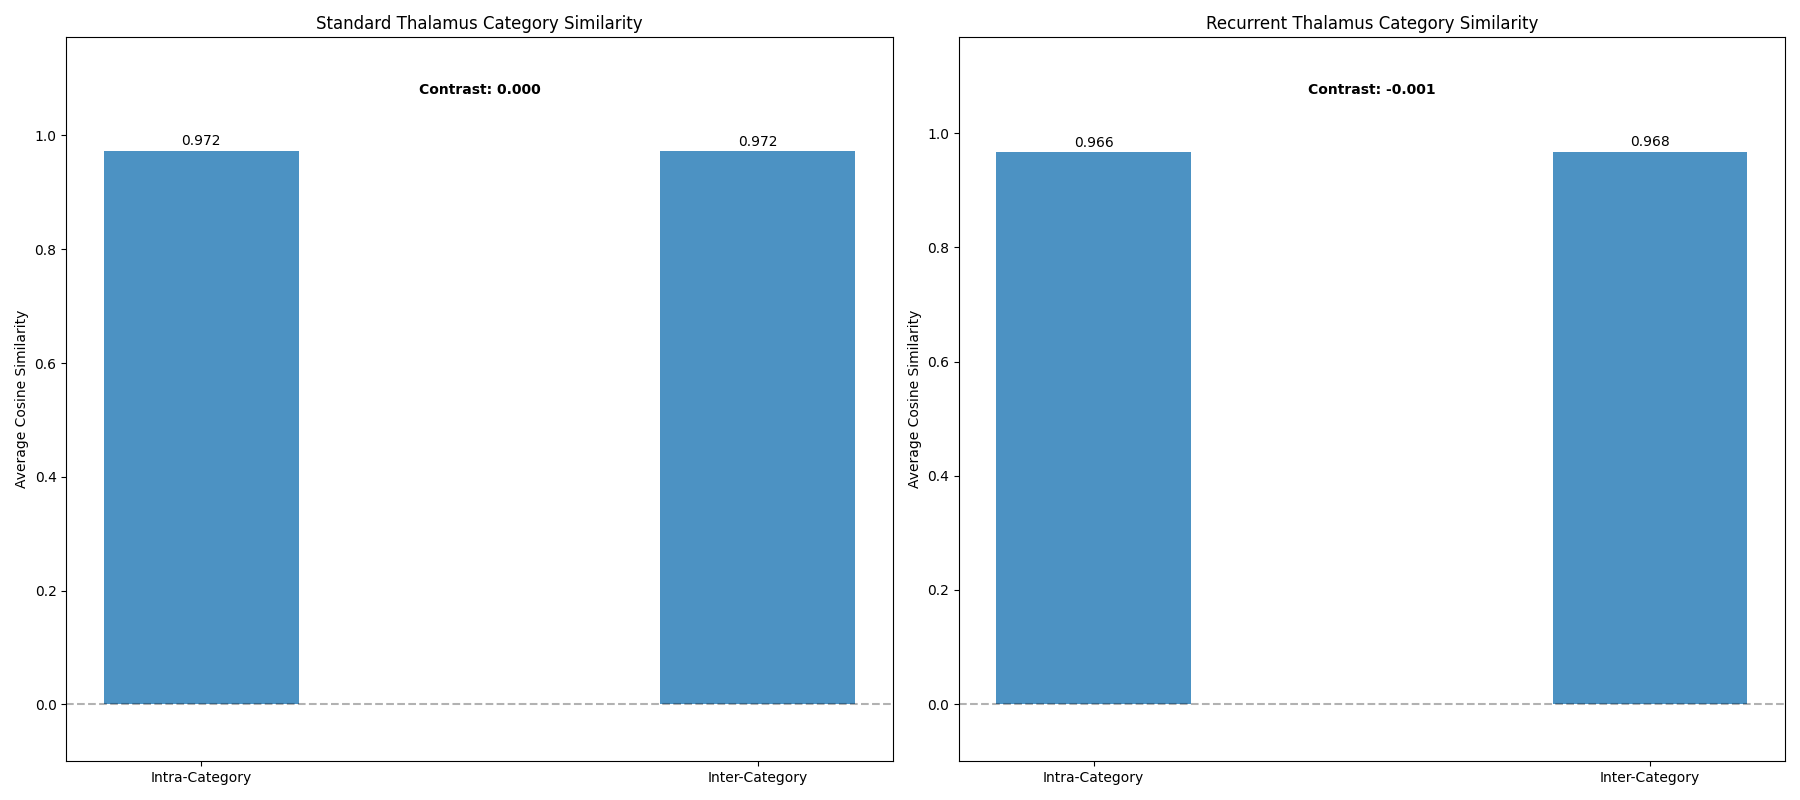 Standard Thalamus Category Similarity
Contrast: 0.000
0.972
0.972
1.0
0.8
0.6
0.4
0.2
0.0
Average Cosine Similarity
Intra-Category
Inter-Category
Recurrent Thalamus Category Similarity
Contrast: -0.001
0.966
0.968
1.0
0.8
0.6
0.4
0.2
0.0
Average Cosine Similarity
Intra-Category
Inter-Category